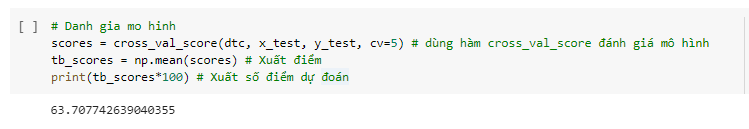 [ ] # Danh gia mo hinh
scores = cross_val_score(dtc, x_test, y_test, cv=5) # dùng hàm cross_val_score đánh giá mô hình
tb_scores = np.mean(scores) # Xuất điểm
print(tb_scores*100) # Xuất số điểm dự đoán
63.707742639040355